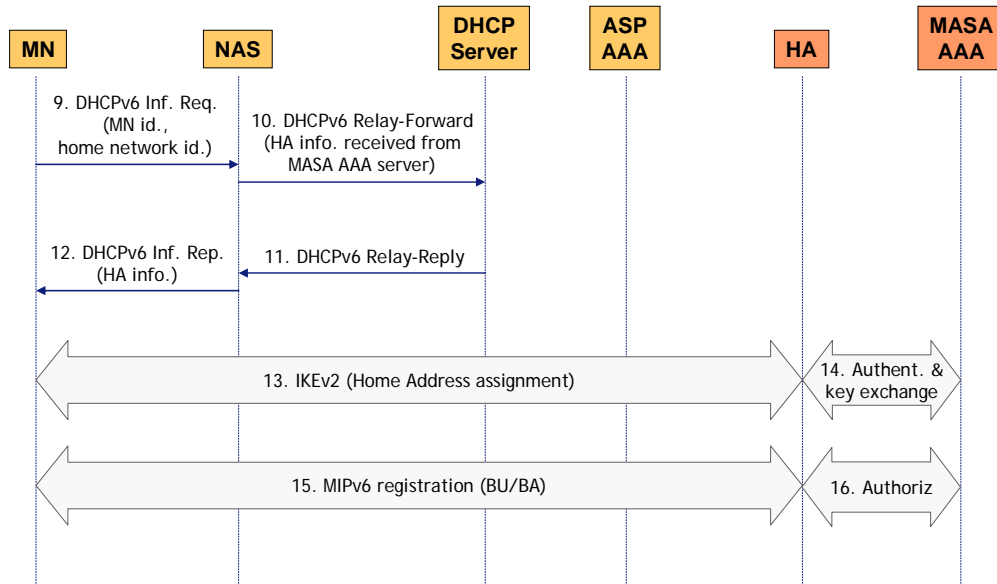 MN
NAS
DHCP
Server
ASP
AAA
HA
MASA
AAA
9. DHCPv6 Inf. Req.
(MN id.,
home network id.)
10. DHCPv6 Relay-Forward
(HA info. received from
MASA AAA server)
12. DHCPv6 Inf. Rep.
(HA info.)
11. DHCPv6 Relay-Reply
13. IKEv2 (Home Address assignment)
14. Authent. &
key exchange
15. MIPv6 registration (BU/BA)
16. Authoriz